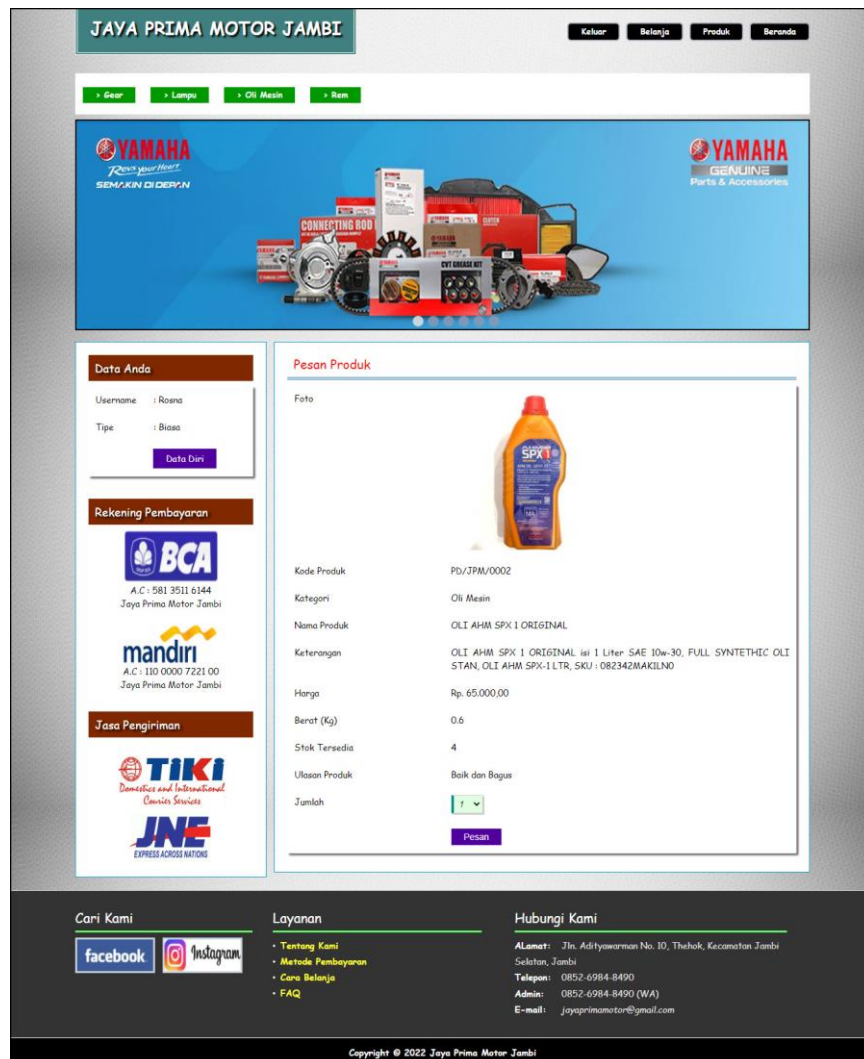 JAYA PRIMA MOTOR JAMBI
Keluar Belanja Produk Beranda
› Gear › Lampu › Oli Mesin › Rem
YAMAHA
Revs your Heart
SEMAKIN DI DEPAN
YAMAHA
GENUINE
Parts & Accessories
CONNECTING ROD
CLUTCH
CVT GREASE KIT
Data Anda
Username : Rosna
Tipe : Biasa
Data Diri
Rekening Pembayaran
BCA
A.C : 581 3511 6144
Jaya Prima Motor Jambi
mandiri
A.C : 110 0000 7221 00
Jaya Prima Motor Jambi
Jasa Pengiriman
TIKI
Domestics and International
Courier Services
JNE
EXPRESS ACROSS NATIONS
Pesan Produk
Foto
SPX 1
Kode Produk PD/JPM/0002
Kategori Oli Mesin
Nama Produk OLI AHM SPX 1 ORIGINAL
Keterangan OLI AHM SPX 1 ORIGINAL isi 1 Liter SAE 10w-30, FULL SYNTETHIC OLI
STAN, OLI AHM SPX-1 LTR, SKU : 082342MAK1LN0
Harga Rp. 65.000,00
Berat (Kg) 0.6
Stok Tersedia 4
Ulasan Produk Baik dan Bagus
Jumlah 1
Pesan
Cari Kami
facebook Instagram
Layanan
• Tentang Kami
• Metode Pembayaran
• Cara Belanja
• FAQ
Hubungi Kami
ALamat: Jln. Adityawarman No. 10, Thehok, Kecamatan Jambi
Selatan, Jambi
Telepon: 0852-6984-8490
Admin: 0852-6984-8490 (WA)
E-mail: jayaprimamotor@gmail.com
Copyright © 2022 Jaya Prima Motor Jambi